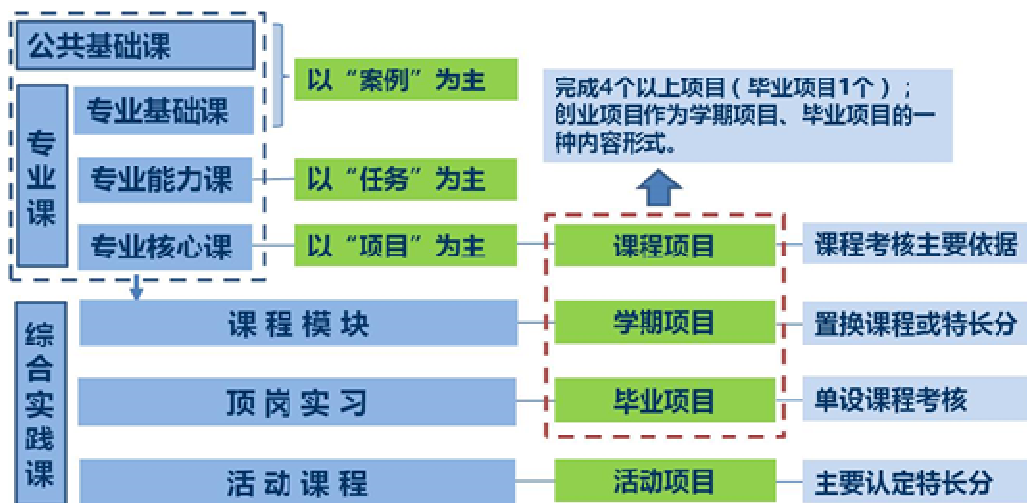 公共基础课
专业课
专业基础课
专业能力课
专业核心课
以“案例”为主
以“任务”为主
以“项目”为主
完成4个以上项目（毕业项目1个）；
创业项目作为学期项目、毕业项目的一
种内容形式。
课程项目
课程考核主要依据
综合实践课
课程模块
学期项目
置换课程或特长分
顶岗实习
毕业项目
单设课程考核
活动课程
活动项目
主要认定特长分